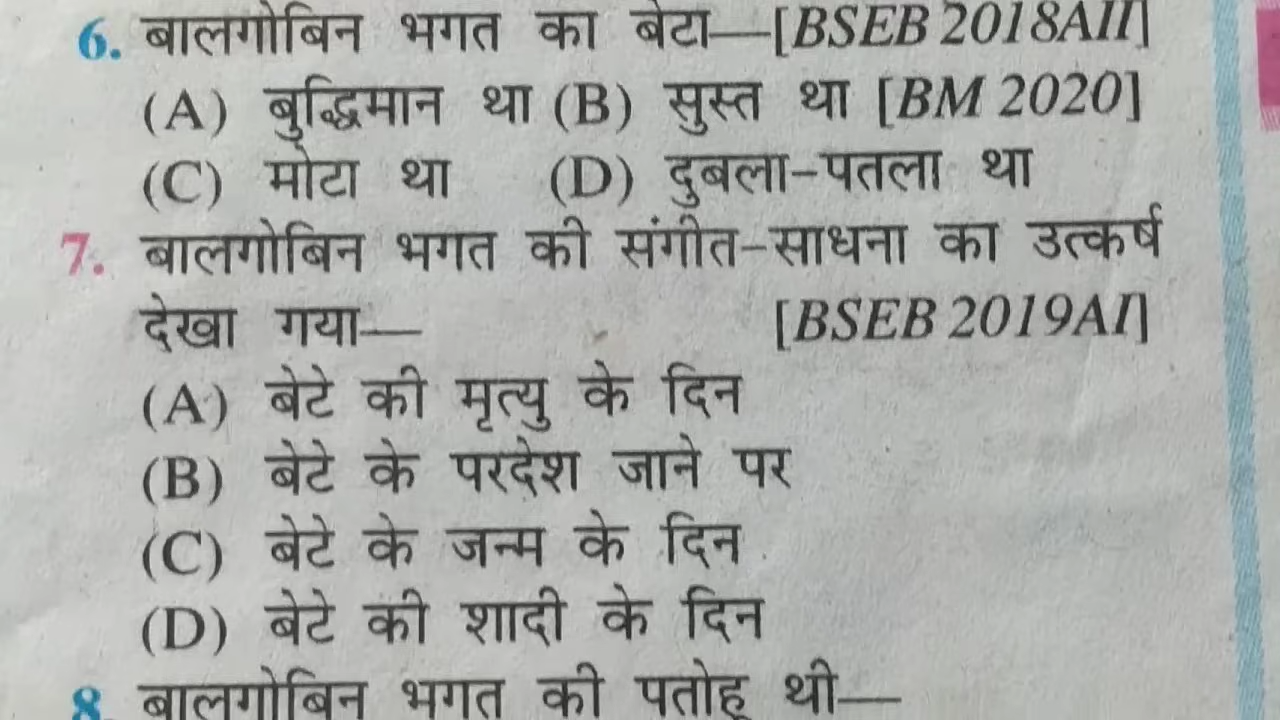 6. बालगोबिन भगत का बेटा—[BSEB 2018AII]
(A) बुद्धिमान था (B) सुस्त था [BM 2020]
(C) मोटा था (D) दुबला-पतला था
7. बालगोबिन भगत की संगीत-साधना का उत्कर्ष
देखा गया— [BSEB 2019AI]
(A) बेटे की मृत्यु के दिन
(B) बेटे के परदेश जाने पर
(C) बेटे के जन्म के दिन
(D) बेटे की शादी के दिन
8. बालगोबिन भगत की पतोहू थी—